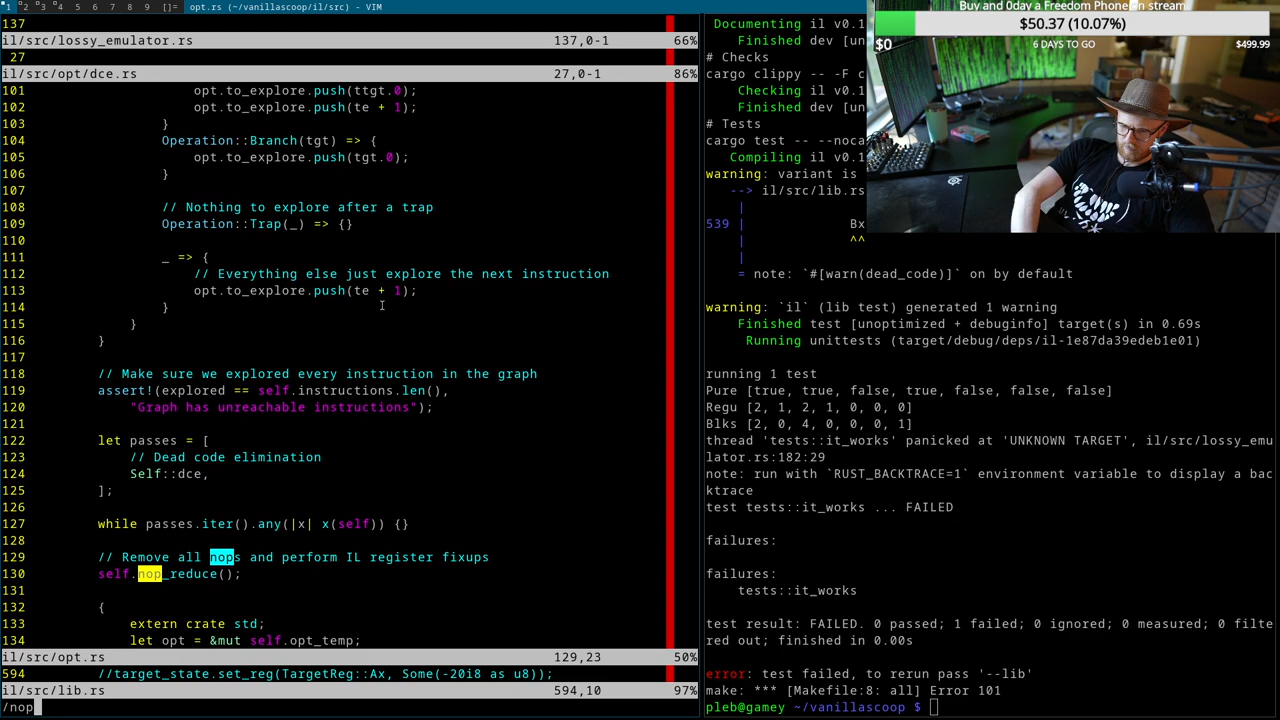 1 2 3 4 5 6 7 8 9 []= opt.rs (~/vanillascoop/il/src) - VIM
137
il/src/lossy_emulator.rs 137,0-1 66%
27
il/src/opt/dce.rs 27,0-1 86%
101 opt.to_explore.push(ttgt.0);
102 opt.to_explore.push(te + 1);
103 }
104 Operation::Branch(tgt) => {
105 opt.to_explore.push(tgt.0);
106 }
107
108 // Nothing to explore after a trap
109 Operation::Trap(_) => {}
110
111 _ => {
112 // Everything else just explore the next instruction
113 opt.to_explore.push(te + 1);
114 }
115 }
116 }
117
118 // Make sure we explored every instruction in the graph
119 assert!(explored == self.instructions.len(),
120 "Graph has unreachable instructions");
121
122 let passes = [
123 // Dead code elimination
124 Self::dce,
125 ];
126
127 while passes.iter().any(|x| x(self)) {}
128
129 // Remove all nops and perform IL register fixups
130 self.nop_reduce();
131
132 {
133 extern crate std;
134 let opt = &mut self.opt_temp;
il/src/opt.rs 129,23 50%
594 //target_state.set_reg(TargetReg::Ax, Some(-20i8 as u8));
il/src/lib.rs 594,10 97%
/nop
Documenting il v0.1
Finished dev [un
# Checks
cargo clippy -- -F c
Checking il v0.1
Finished dev [un
# Tests
cargo test -- --noca
Compiling il v0.1
warning: variant is
--> il/src/lib.rs
|
539 | Bx
| ^^
|
= note: `#[warn(dead_code)]` on by default
warning: `il` (lib test) generated 1 warning
Finished test [unoptimized + debuginfo] target(s) in 0.69s
Running unittests (target/debug/deps/il-1e87da39edeb1e01)
running 1 test
Pure [true, true, false, true, false, false, false]
Regu [2, 1, 2, 1, 0, 0, 0]
Blks [2, 0, 4, 0, 0, 0, 1]
thread 'tests::it_works' panicked at 'UNKNOWN TARGET', il/src/lossy_emu
lator.rs:182:29
note: run with `RUST_BACKTRACE=1` environment variable to display a bac
ktrace
test tests::it_works ... FAILED
failures:
failures:
tests::it_works
test result: FAILED. 0 passed; 1 failed; 0 ignored; 0 measured; 0 filte
red out; finished in 0.00s
error: test failed, to rerun pass '--lib'
make: *** [Makefile:8: all] Error 101
pleb@gamey ~/vanillascoop $
Buy and 0day a Freedom Phone on stream
$50.37 (10.07%)
$0 6 DAYS TO GO $499.99